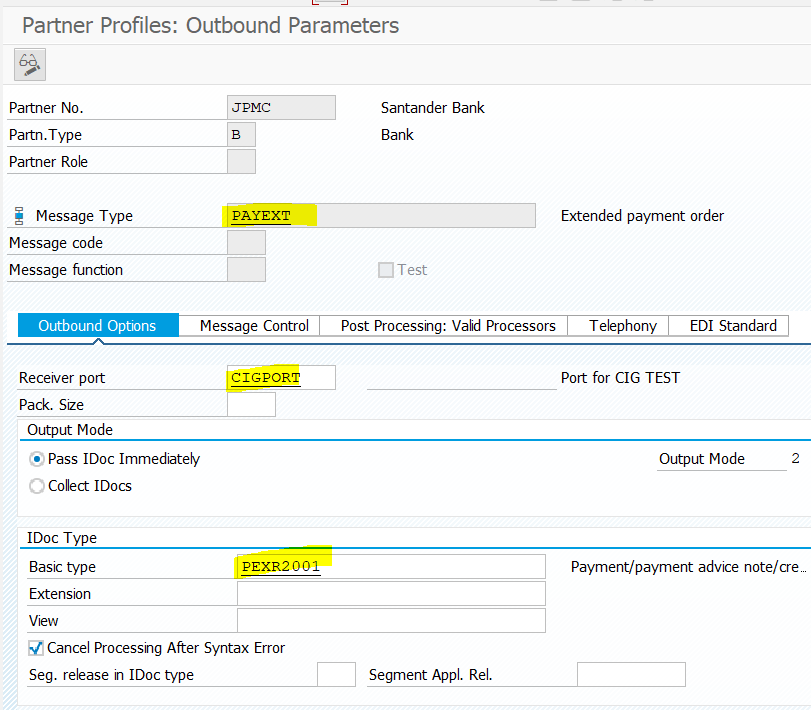 Partner Profiles: Outbound Parameters
Partner No. JPMC Santander Bank
Partn.Type B Bank
Partner Role
Message Type PAYEXT Extended payment order
Message code
Message function Test
Outbound Options Message Control Post Processing: Valid Processors Telephony EDI Standard
Receiver port CIGPORT Port for CIG TEST
Pack. Size
Output Mode
Pass IDoc Immediately Output Mode 2
Collect IDocs
IDoc Type
Basic type PEXR2001 Payment/payment advice note/cre...
Extension
View
Cancel Processing After Syntax Error
Seg. release in IDoc type Segment Appl. Rel.